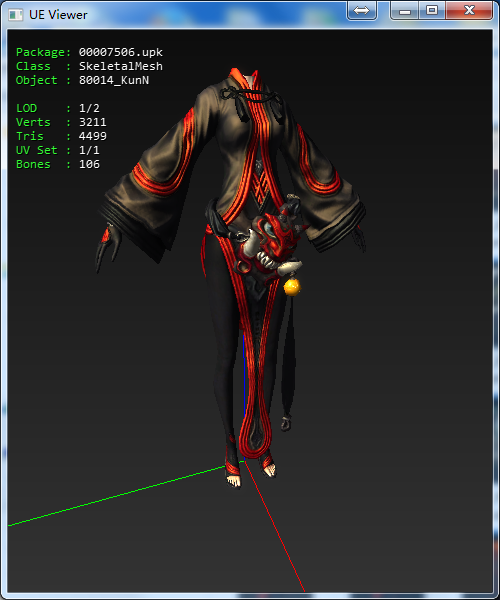 UE Viewer
Package: 00007506.upk
Class : SkeletalMesh
Object : 80014_KunN
LOD : 1/2
Verts : 3211
Tris : 4499
UV Set : 1/1
Bones : 106